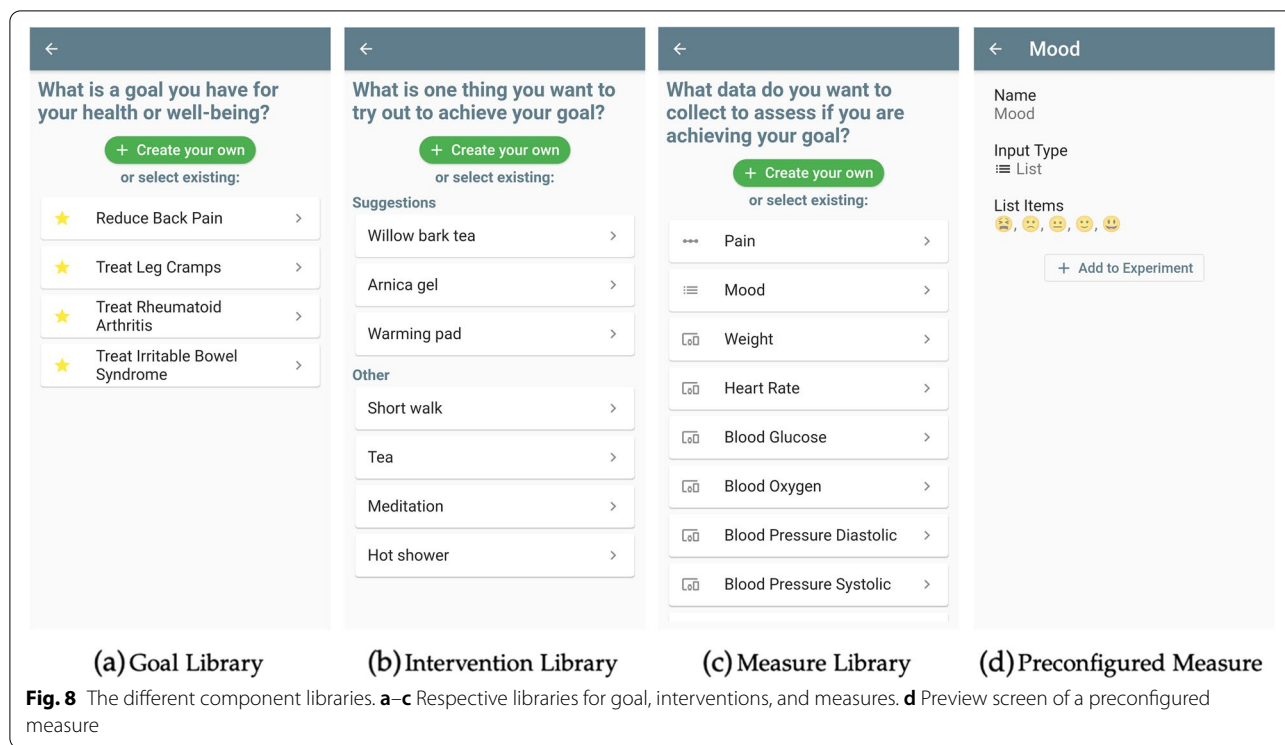 What is a goal you have for
your health or well-being?
+ Create your own
or select existing:
Reduce Back Pain
Treat Leg Cramps
Treat Rheumatoid
Arthritis
Treat Irritable Bowel
Syndrome
(a) Goal Library
What is one thing you want to
try out to achieve your goal?
+ Create your own
or select existing:
Suggestions
Willow bark tea
Arnica gel
Warming pad
Other
Short walk
Tea
Meditation
Hot shower
(b) Intervention Library
What data do you want to
collect to assess if you are
achieving your goal?
+ Create your own
or select existing:
Pain
Mood
Weight
Heart Rate
Blood Glucose
Blood Oxygen
Blood Pressure Diastolic
Blood Pressure Systolic
(c) Measure Library
Mood
Name
Mood
Input Type
List
List Items
😫, 🙁, 😐, 🙂, 😃
+ Add to Experiment
(d) Preconfigured Measure
Fig. 8 The different component libraries. a–c Respective libraries for goal, interventions, and measures. d Preview screen of a preconfigured
measure